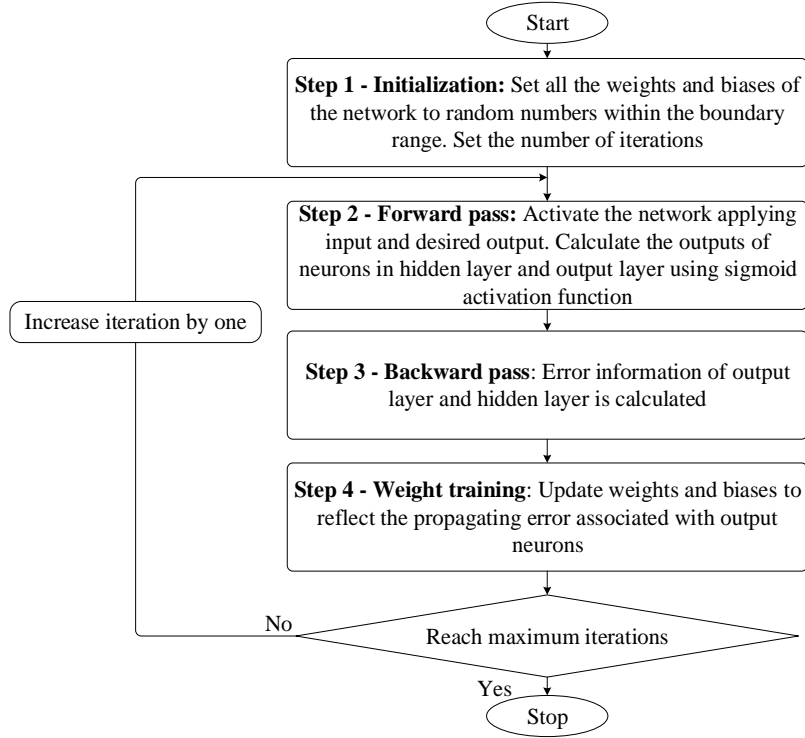 Start
Step 1 - Initialization: Set all the weights and biases of
the network to random numbers within the boundary
range. Set the number of iterations
Step 2 - Forward pass: Activate the network applying
input and desired output. Calculate the outputs of
neurons in hidden layer and output layer using sigmoid
activation function
Increase iteration by one
Step 3 - Backward pass: Error information of output
layer and hidden layer is calculated
Step 4 - Weight training: Update weights and biases to
reflect the propagating error associated with output
neurons
No
Reach maximum iterations
Yes
Stop